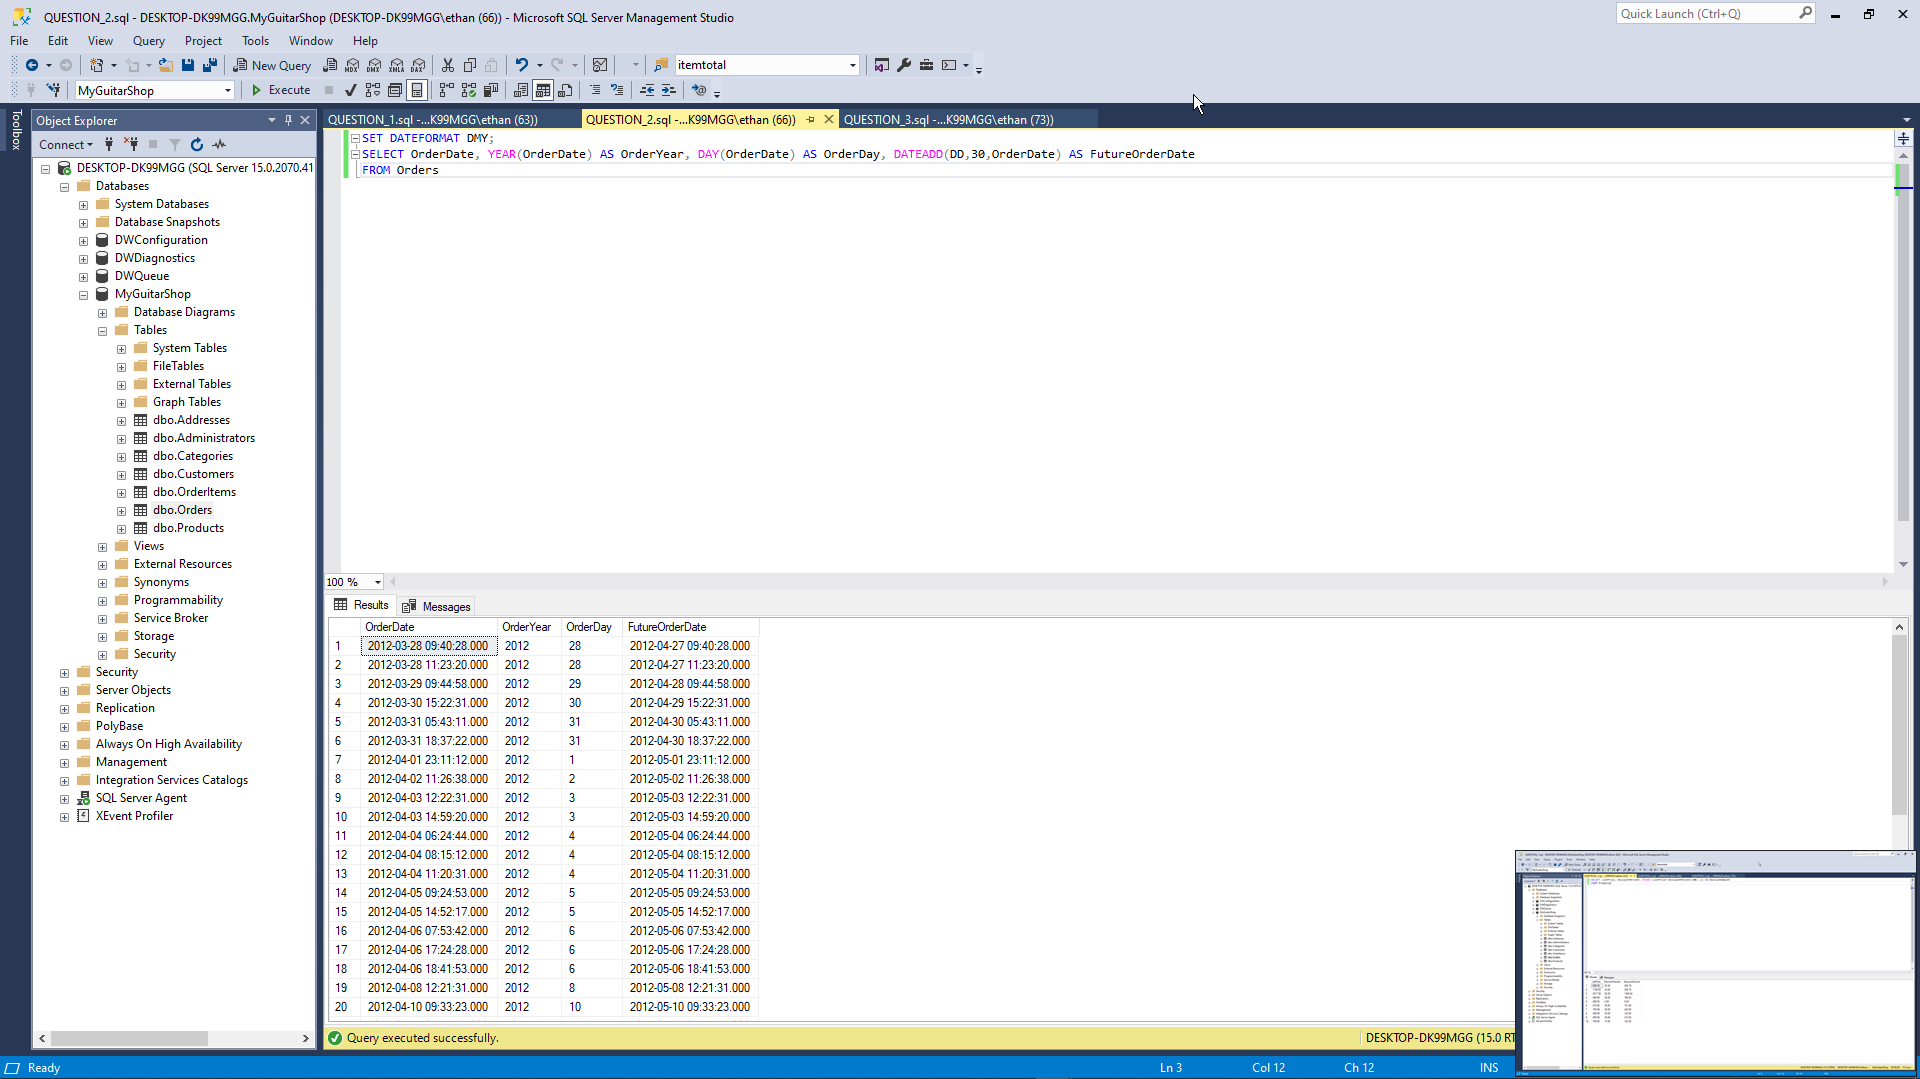 QUESTION_2.sql - DESKTOP-DK99MGG.MyGuitarShop (DESKTOP-DK99MGG\ethan (66)) - Microsoft SQL Server Management Studio
Quick Launch (Ctrl+Q)
File Edit View Query Project Tools Window Help
New Query MDX DMX XMLA DAX itemtotal
MyGuitarShop Execute
Toolbox
Object Explorer
Connect
DESKTOP-DK99MGG (SQL Server 15.0.2070.41
Databases
System Databases
Database Snapshots
DWConfiguration
DWDiagnostics
DWQueue
MyGuitarShop
Database Diagrams
Tables
System Tables
FileTables
External Tables
Graph Tables
dbo.Addresses
dbo.Administrators
dbo.Categories
dbo.Customers
dbo.OrderItems
dbo.Orders
dbo.Products
Views
External Resources
Synonyms
Programmability
Service Broker
Storage
Security
Security
Server Objects
Replication
PolyBase
Always On High Availability
Management
Integration Services Catalogs
SQL Server Agent
XEvent Profiler
QUESTION_1.sql -...K99MGG\ethan (63)) QUESTION_2.sql -...K99MGG\ethan (66)) QUESTION_3.sql -...K99MGG\ethan (73))
SET DATEFORMAT DMY;
SELECT OrderDate, YEAR(OrderDate) AS OrderYear, DAY(OrderDate) AS OrderDay, DATEADD(DD,30,OrderDate) AS FutureOrderDate
FROM Orders
100 %
Results Messages
OrderDate OrderYear OrderDay FutureOrderDate
1 2012-03-28 09:40:28.000 2012 28 2012-04-27 09:40:28.000
2 2012-03-28 11:23:20.000 2012 28 2012-04-27 11:23:20.000
3 2012-03-29 09:44:58.000 2012 29 2012-04-28 09:44:58.000
4 2012-03-30 15:22:31.000 2012 30 2012-04-29 15:22:31.000
5 2012-03-31 05:43:11.000 2012 31 2012-04-30 05:43:11.000
6 2012-03-31 18:37:22.000 2012 31 2012-04-30 18:37:22.000
7 2012-04-01 23:11:12.000 2012 1 2012-05-01 23:11:12.000
8 2012-04-02 11:26:38.000 2012 2 2012-05-02 11:26:38.000
9 2012-04-03 12:22:31.000 2012 3 2012-05-03 12:22:31.000
10 2012-04-03 14:59:20.000 2012 3 2012-05-03 14:59:20.000
11 2012-04-04 06:24:44.000 2012 4 2012-05-04 06:24:44.000
12 2012-04-04 08:15:12.000 2012 4 2012-05-04 08:15:12.000
13 2012-04-04 11:20:31.000 2012 4 2012-05-04 11:20:31.000
14 2012-04-05 09:24:53.000 2012 5 2012-05-05 09:24:53.000
15 2012-04-05 14:52:17.000 2012 5 2012-05-05 14:52:17.000
16 2012-04-06 07:53:42.000 2012 6 2012-05-06 07:53:42.000
17 2012-04-06 17:24:28.000 2012 6 2012-05-06 17:24:28.000
18 2012-04-06 18:41:53.000 2012 6 2012-05-06 18:41:53.000
19 2012-04-08 12:21:31.000 2012 8 2012-05-08 12:21:31.000
20 2012-04-10 09:33:23.000 2012 10 2012-05-10 09:33:23.000
Query executed successfully. DESKTOP-DK99MGG (15.0 RT
Ready Ln 3 Col 12 Ch 12 INS